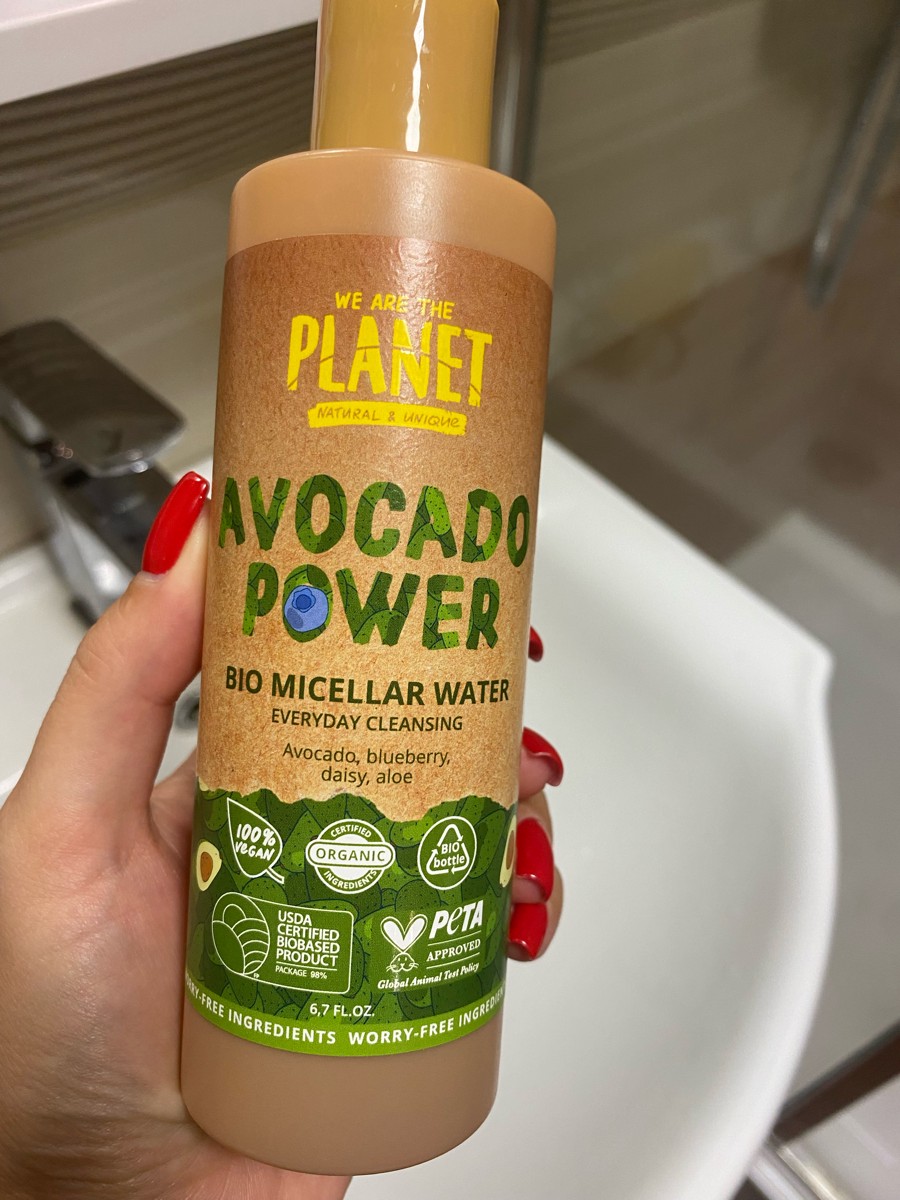 WE ARE THE
PLANET
NATURAL & UNIQUE
AVOCADO
POWER
BIO MICELLAR WATER
EVERYDAY CLEANSING
Avocado, blueberry,
daisy, aloe
100%
VEGAN
CERTIFIED
ORGANIC
INGREDIENTS
BIO
bottle
USDA
CERTIFIED
BIOBASED
PRODUCT
PACKAGE 98%
FP
PETA
APPROVED
Global Animal Test Policy
6,7 FL.OZ.
-FREE INGREDIENTS WORRY-FREE